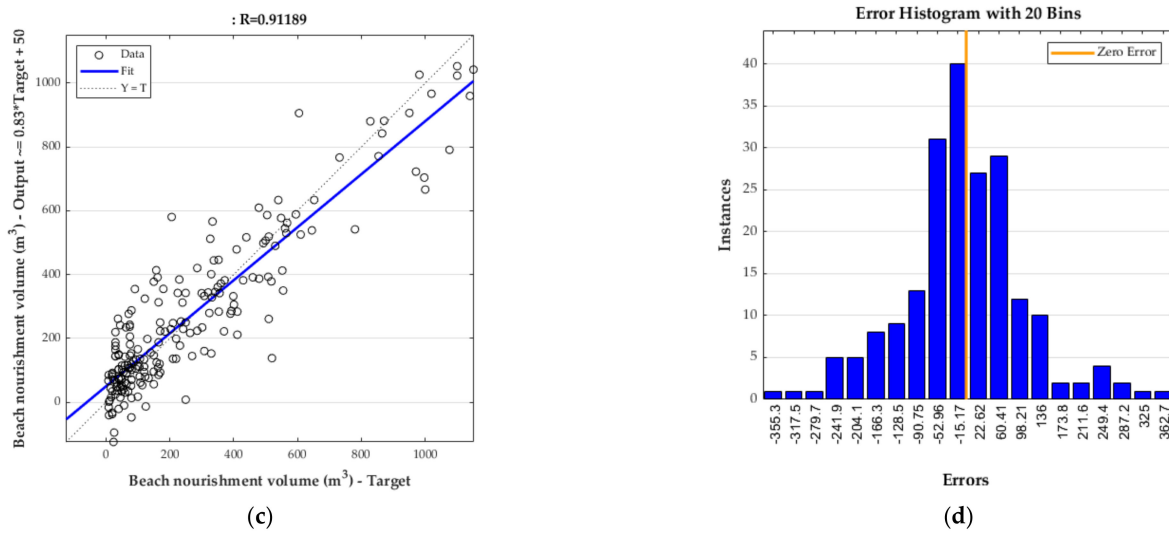 : R=0.91189
Data
Fit
Y = T
Beach nourishment volume (m³) - Output ~= 0.83*Target + 50
1000
800
600
400
200
0
0 200 400 600 800 1000
Beach nourishment volume (m³) - Target
(c)
Error Histogram with 20 Bins
Zero Error
Instances
40
35
30
25
20
15
10
5
0
-355.3
-317.5
-279.7
-241.9
-204.1
-166.3
-128.5
-90.75
-52.96
-15.17
22.62
60.41
98.21
136
173.8
211.6
249.4
287.2
325
362.7
Errors
(d)